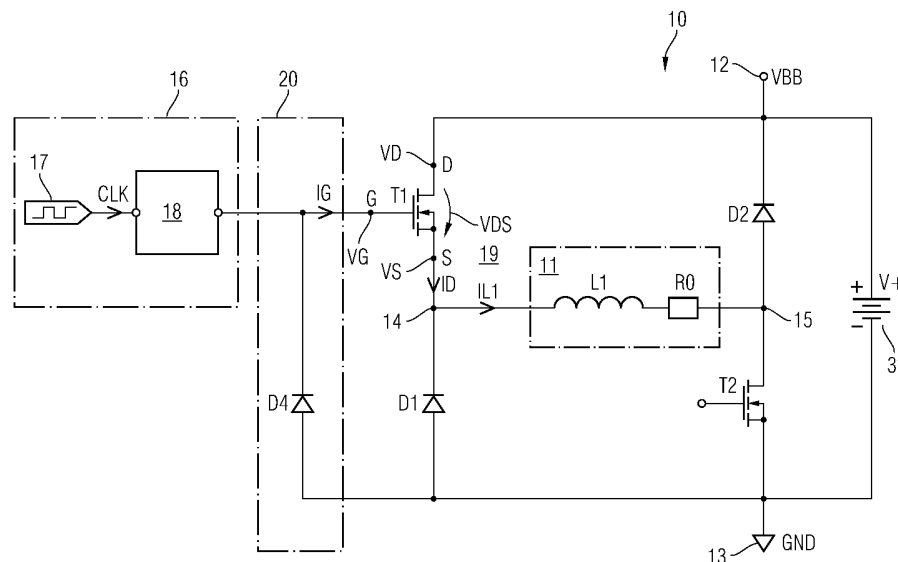 10
16
20
12
VBB
17
CLK
18
IG
G
VG
VD
D
T1
VDS
VS
S
ID
19
11
L1
R0
IL1
14
15
D2
V+
+
−
3
T2
D4
D1
13
GND